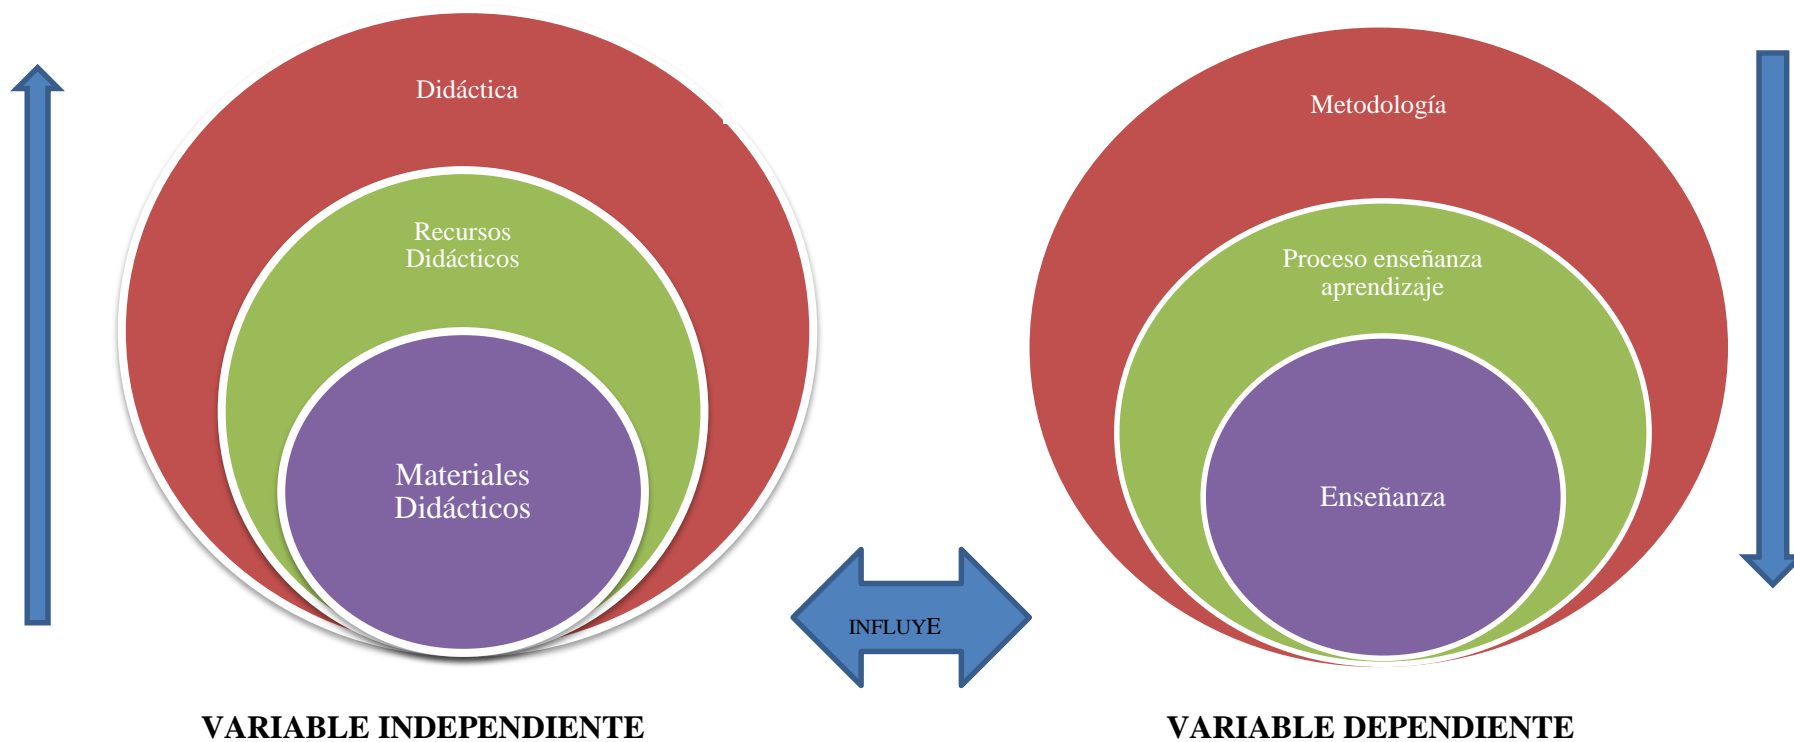 Didáctica
Recursos
Didácticos
Materiales
Didácticos
INFLUYE
Metodología
Proceso enseñanza
aprendizaje
Enseñanza
VARIABLE INDEPENDIENTE
VARIABLE DEPENDIENTE